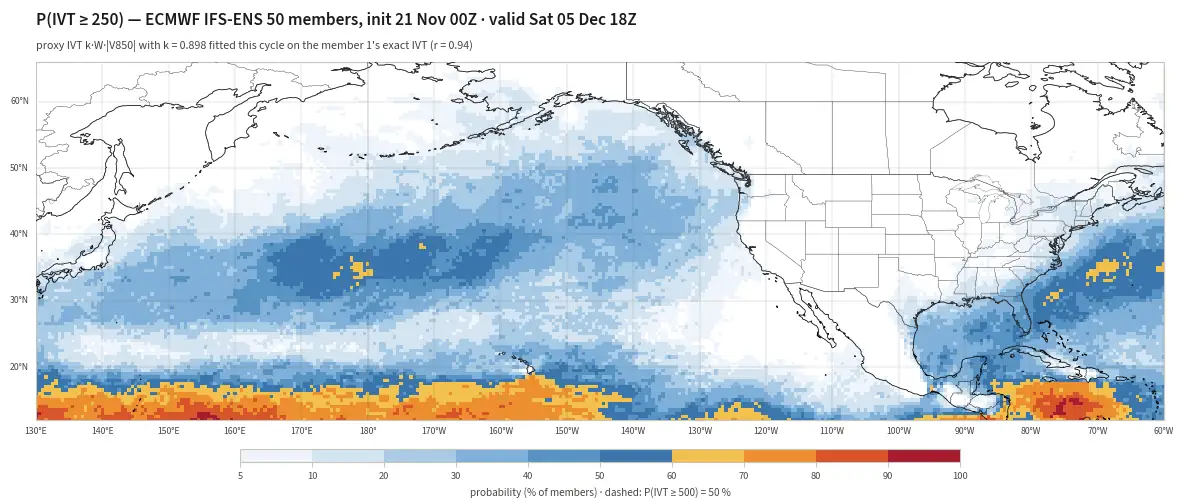 P(IVT ≥ 250) — ECMWF IFS-ENS 50 members, init 21 Nov 00Z · valid Sat 05 Dec 18Z
proxy IVT k·W·|V850| with k = 0.898 fitted this cycle on the member 1's exact IVT (r = 0.94)
60°N
50°N
40°N
30°N
20°N
130°E 140°E 150°E 160°E 170°E 180° 170°W 160°W 150°W 140°W 130°W 120°W 110°W 100°W 90°W 80°W 70°W 60°W
5 10 20 30 40 50 60 70 80 90 100
probability (% of members) · dashed: P(IVT ≥ 500) = 50 %